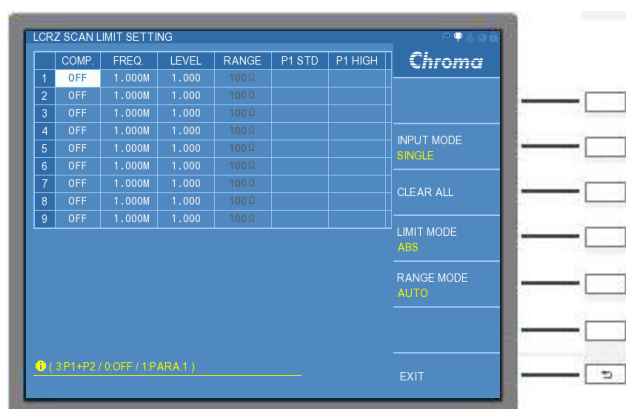 LCRZ SCAN LIMIT SETTING
Chroma
COMP. FREQ. LEVEL RANGE P1 STD P1 HIGH
1 OFF 1.000M 1.000 100Ω
2 OFF 1.000M 1.000 100Ω
3 OFF 1.000M 1.000 100Ω
4 OFF 1.000M 1.000 100Ω
5 OFF 1.000M 1.000 100Ω
6 OFF 1.000M 1.000 100Ω
7 OFF 1.000M 1.000 100Ω
8 OFF 1.000M 1.000 100Ω
9 OFF 1.000M 1.000 100Ω
INPUT MODE
SINGLE
CLEAR ALL
LIMIT MODE
ABS
RANGE MODE
AUTO
( 3:P1+P2 / 0:OFF / 1:PARA.1 )
EXIT